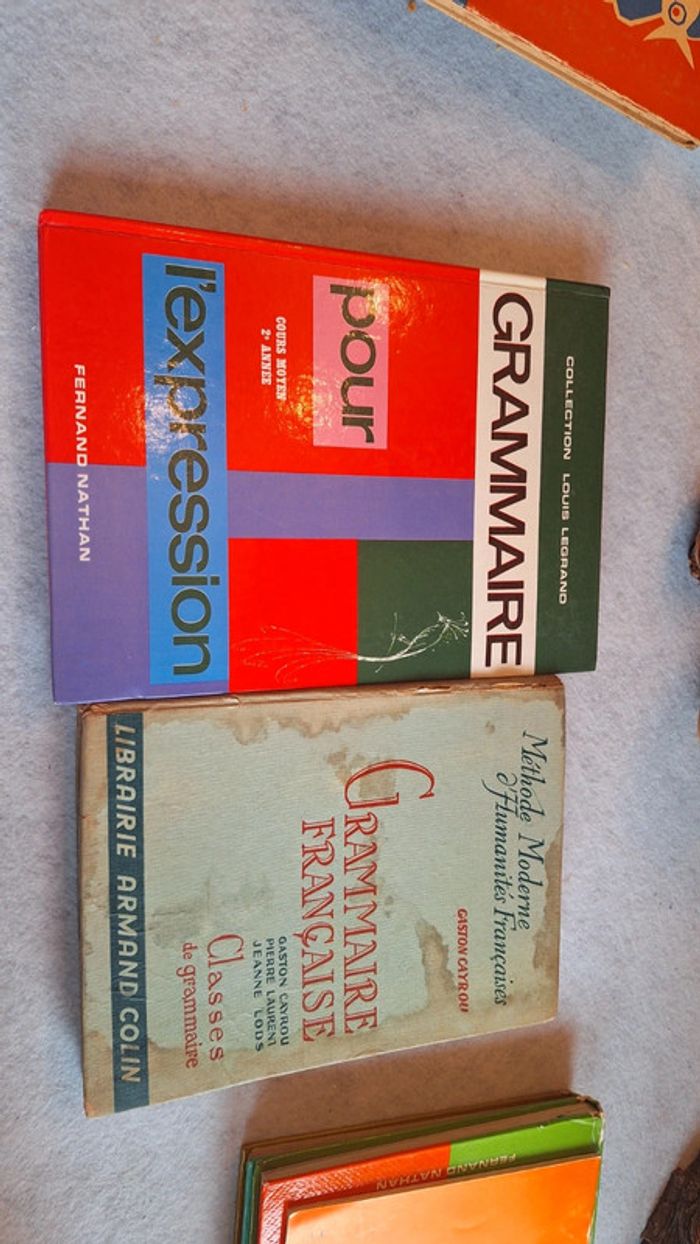 COLLECTION LOUIS LEGRAND
GRAMMAIRE
pour
COURS MOYEN
2e ANNEE
l'expression
FERNAND NATHAN
Méthode Moderne
d'Humanités Françaises
GASTON CAYROU
GRAMMAIRE
FRANÇAISE
GASTON CAYROU
PIERRE LAURENT
JEANNE LODS
Classes
de grammaire
LIBRAIRIE ARMAND COLIN
FERNAND NATHAN